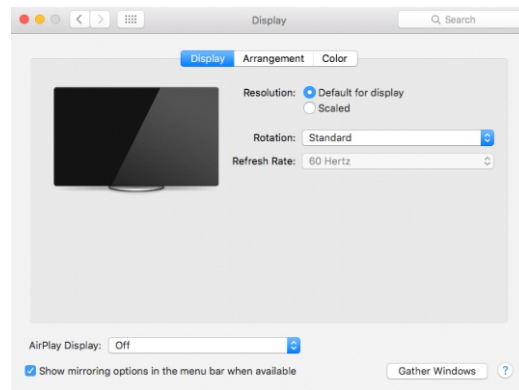 Display
Search
Display Arrangement Color
Resolution: Default for display
Scaled
Rotation: Standard
Refresh Rate: 60 Hertz
AirPlay Display: Off
Show mirroring options in the menu bar when available
Gather Windows ?